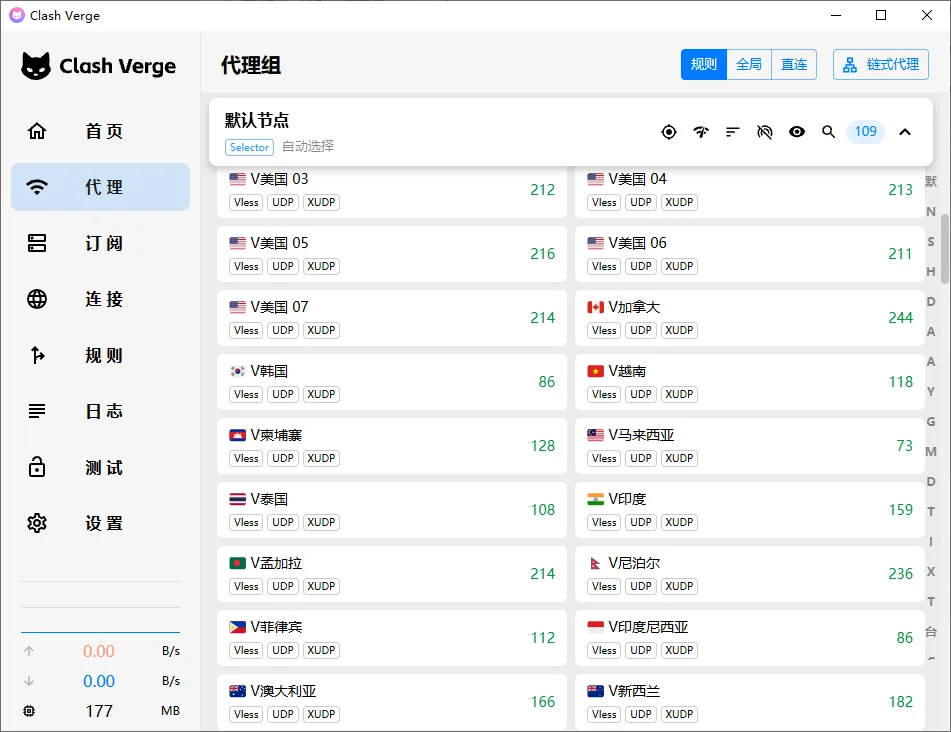 Clash Verge
Clash Verge
首页
代理
订阅
连接
规则
日志
测试
设置
0.00 B/s
0.00 B/s
177 MB
代理组
规则 全局 直连 链式代理
默认节点
Selector 自动选择
109
V美国 03
Vless UDP XUDP
212
V美国 04
Vless UDP XUDP
213
V美国 05
Vless UDP XUDP
216
V美国 06
Vless UDP XUDP
211
V美国 07
Vless UDP XUDP
214
V加拿大
Vless UDP XUDP
244
V韩国
Vless UDP XUDP
86
V越南
Vless UDP XUDP
118
V柬埔寨
Vless UDP XUDP
128
V马来西亚
Vless UDP XUDP
73
V泰国
Vless UDP XUDP
108
V印度
Vless UDP XUDP
159
V孟加拉
Vless UDP XUDP
214
V尼泊尔
Vless UDP XUDP
236
V菲律宾
Vless UDP XUDP
112
V印度尼西亚
Vless UDP XUDP
86
V澳大利亚
Vless UDP XUDP
166
V新西兰
Vless UDP XUDP
182
默
N
S
H
D
A
A
Y
G
M
D
T
I
X
T
台